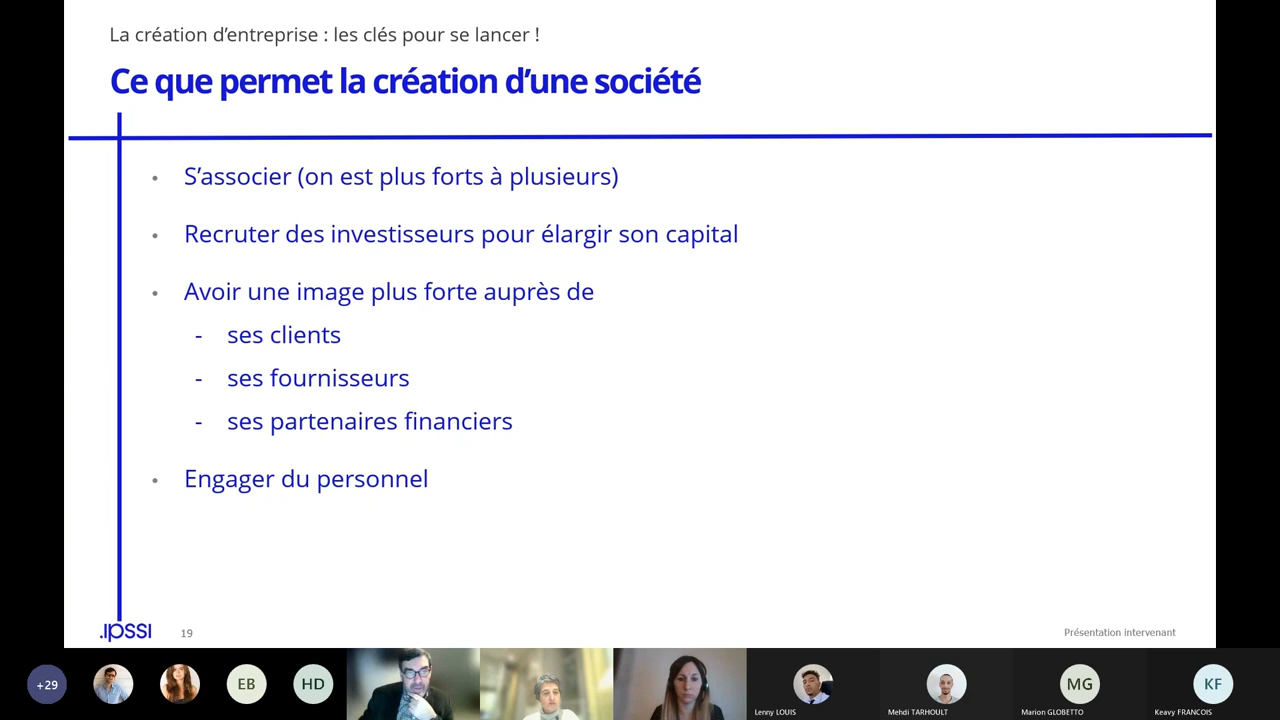 La création d'entreprise : les clés pour se lancer !
Ce que permet la création d'une société
• S'associer (on est plus forts à plusieurs)
• Recruter des investisseurs pour élargir son capital
• Avoir une image plus forte auprès de
- ses clients
- ses fournisseurs
- ses partenaires financiers
• Engager du personnel
.IPSSI
19
Présentation intervenant
+29
EB
HD
Lenny LOUIS
Mehdi TARHOULT
MG
Marion GLOBETTO
KF
Keavy FRANCOIS